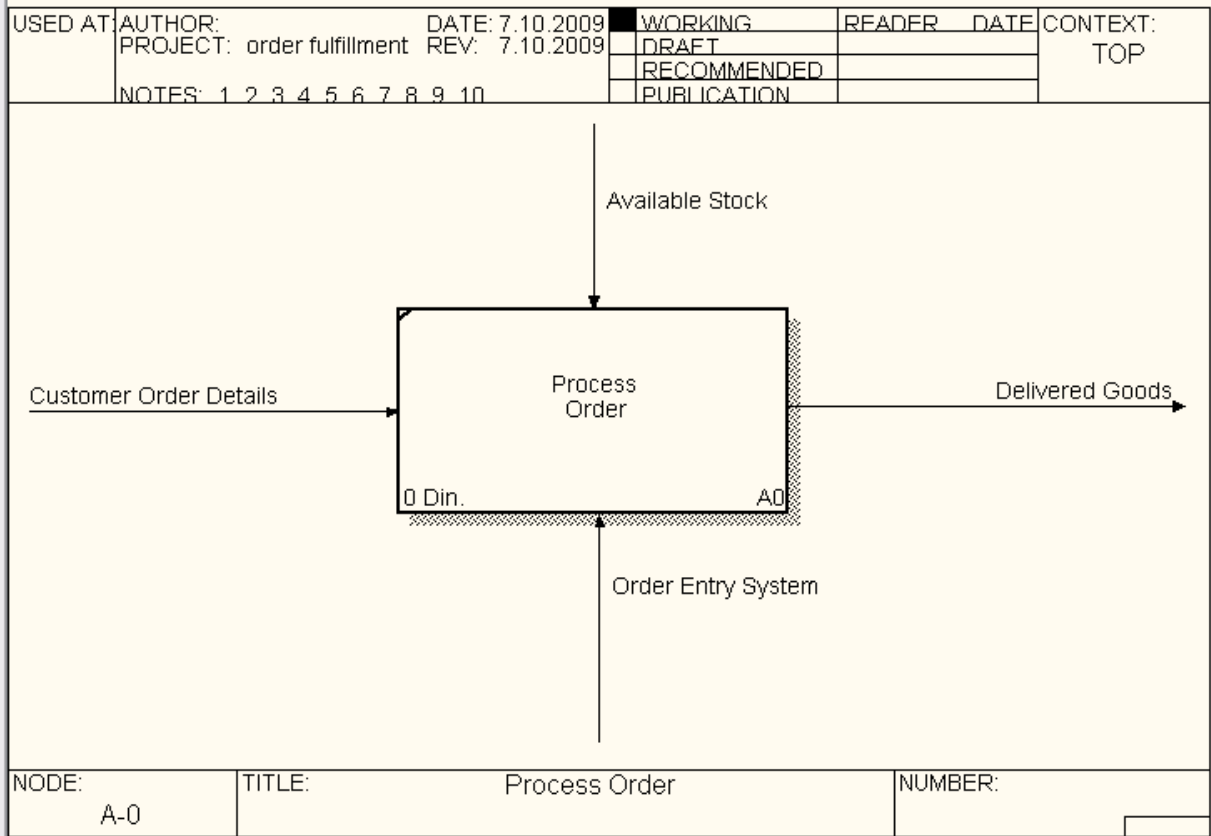 USED AT: AUTHOR: DATE: 7.10.2009 WORKING READER DATE CONTEXT:
PROJECT: order fulfillment REV: 7.10.2009 DRAFT TOP
RECOMMENDED
NOTES: 1 2 3 4 5 6 7 8 9 10 PUBLICATION
Available Stock
Customer Order Details
Process
Order
Delivered Goods
0 Din. A0
Order Entry System
NODE: TITLE: Process Order NUMBER:
A-0